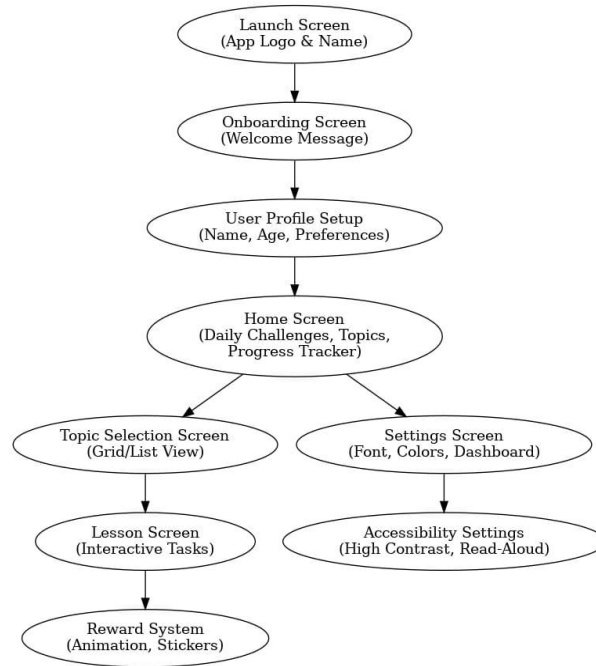 Launch Screen
(App Logo & Name)
Onboarding Screen
(Welcome Message)
User Profile Setup
(Name, Age, Preferences)
Home Screen
(Daily Challenges, Topics,
Progress Tracker)
Topic Selection Screen
(Grid/List View)
Settings Screen
(Font, Colors, Dashboard)
Lesson Screen
(Interactive Tasks)
Accessibility Settings
(High Contrast, Read-Aloud)
Reward System
(Animation, Stickers)